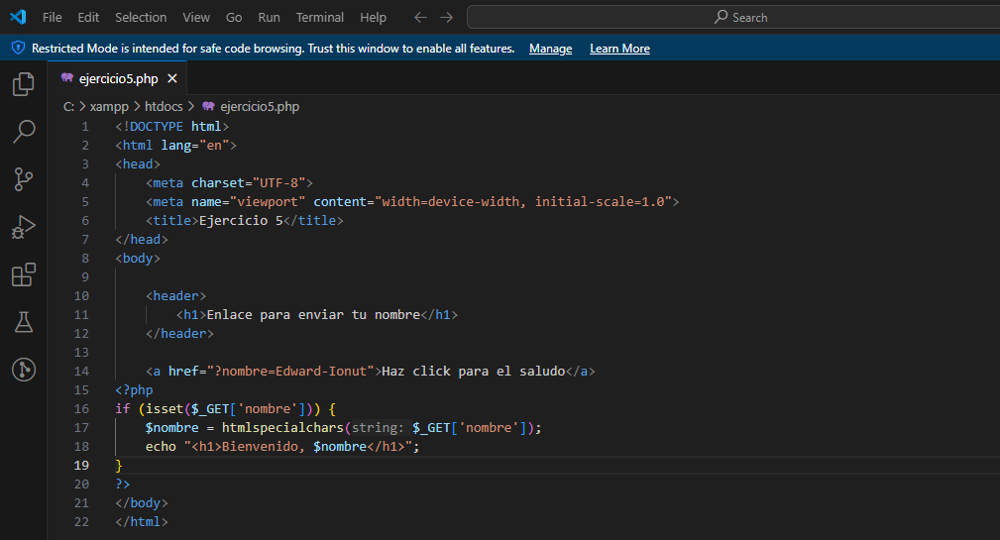 File Edit Selection View Go Run Terminal Help Search
Restricted Mode is intended for safe code browsing. Trust this window to enable all features. Manage Learn More
ejercicio5.php
C: > xampp > htdocs > ejercicio5.php
1 <!DOCTYPE html>
2 <html lang="en">
3 <head>
4 <meta charset="UTF-8">
5 <meta name="viewport" content="width=device-width, initial-scale=1.0">
6 <title>Ejercicio 5</title>
7 </head>
8 <body>
9
10 <header>
11 <h1>Enlace para enviar tu nombre</h1>
12 </header>
13
14 <a href="?nombre=Edward-Ionut">Haz click para el saludo</a>
15 <?php
16 if (isset($_GET['nombre'])) {
17 $nombre = htmlspecialchars(string: $_GET['nombre']);
18 echo "<h1>Bienvenido, $nombre</h1>";
19 }
20 ?>
21 </body>
22 </html>